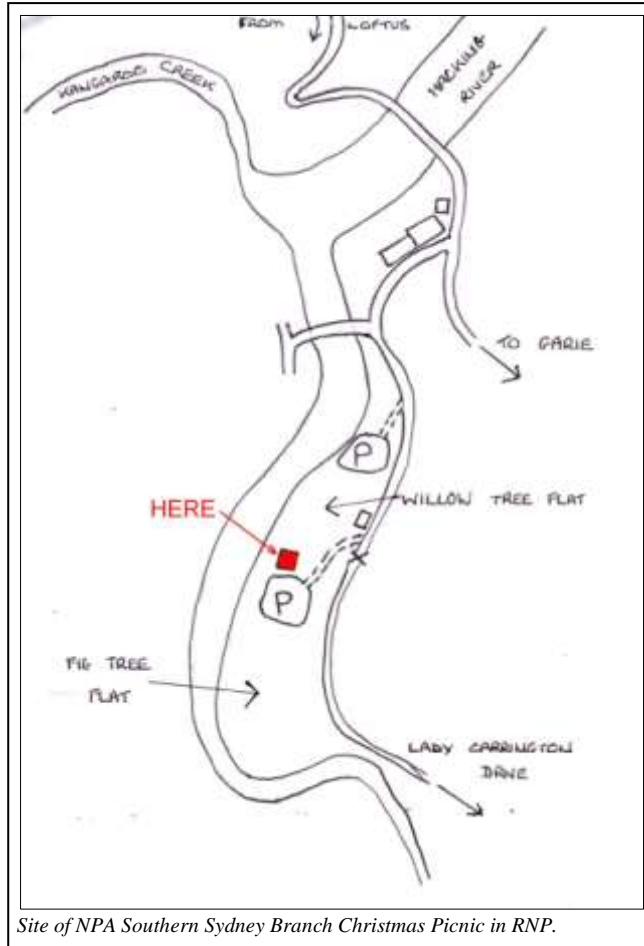 FROM LOFTUS
KANGAROO CREEK
HACKING
RIVER
TO GARIE
P
WILLOW TREE FLAT
HERE
P
FIG TREE
FLAT
LADY CARRINGTON
DRIVE
Site of NPA Southern Sydney Branch Christmas Picnic in RNP.